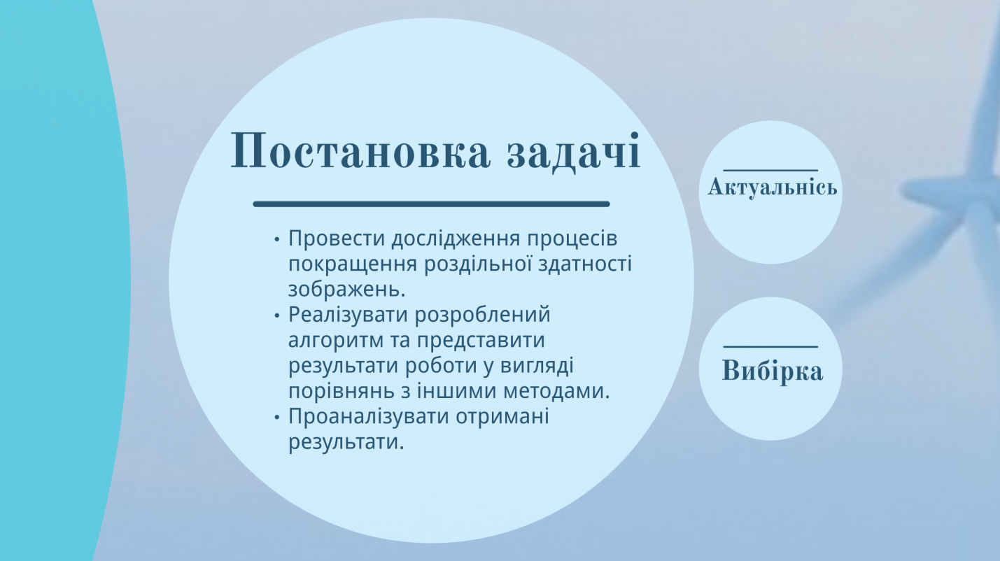 Постановка задачі
• Провести дослідження процесів
покращення роздільної здатності
зображень.
• Реалізувати розроблений
алгоритм та представити
результати роботи у вигляді
порівнянь з іншими методами.
• Проаналізувати отримані
результати.
Актуальнісь
Вибірка